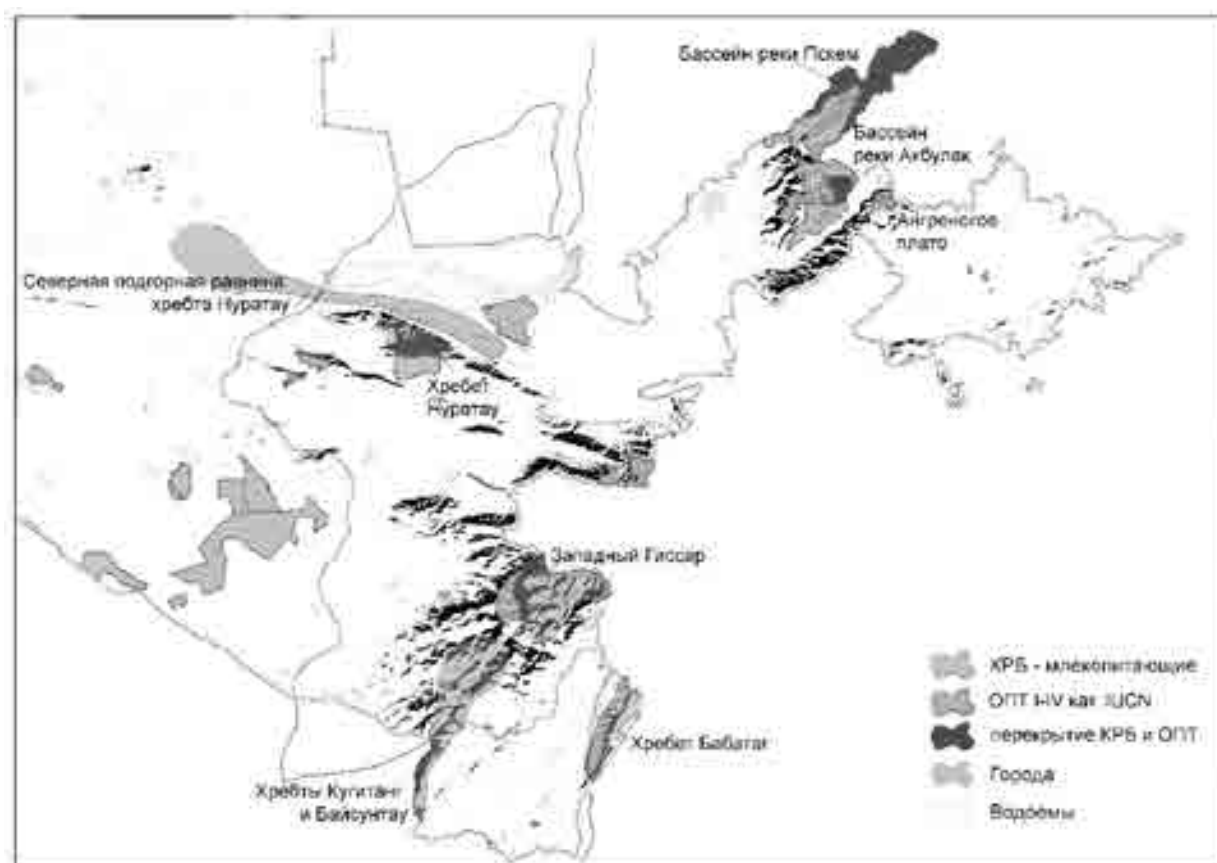 Бассейн реки Пскем
Бассейн
реки Акбулак
Ангренское
плато
Северная подгорная равнина
хребта Нуратау
Хребет
Нуратау
Западный Гиссар
Хребет Бабатаг
Хребты Кугитанг
и Байсунтау
КРБ - млекопитающие
ОПТ I-IV кат IUCN
перекрытие КРБ и ОПТ
Города
Водоёмы